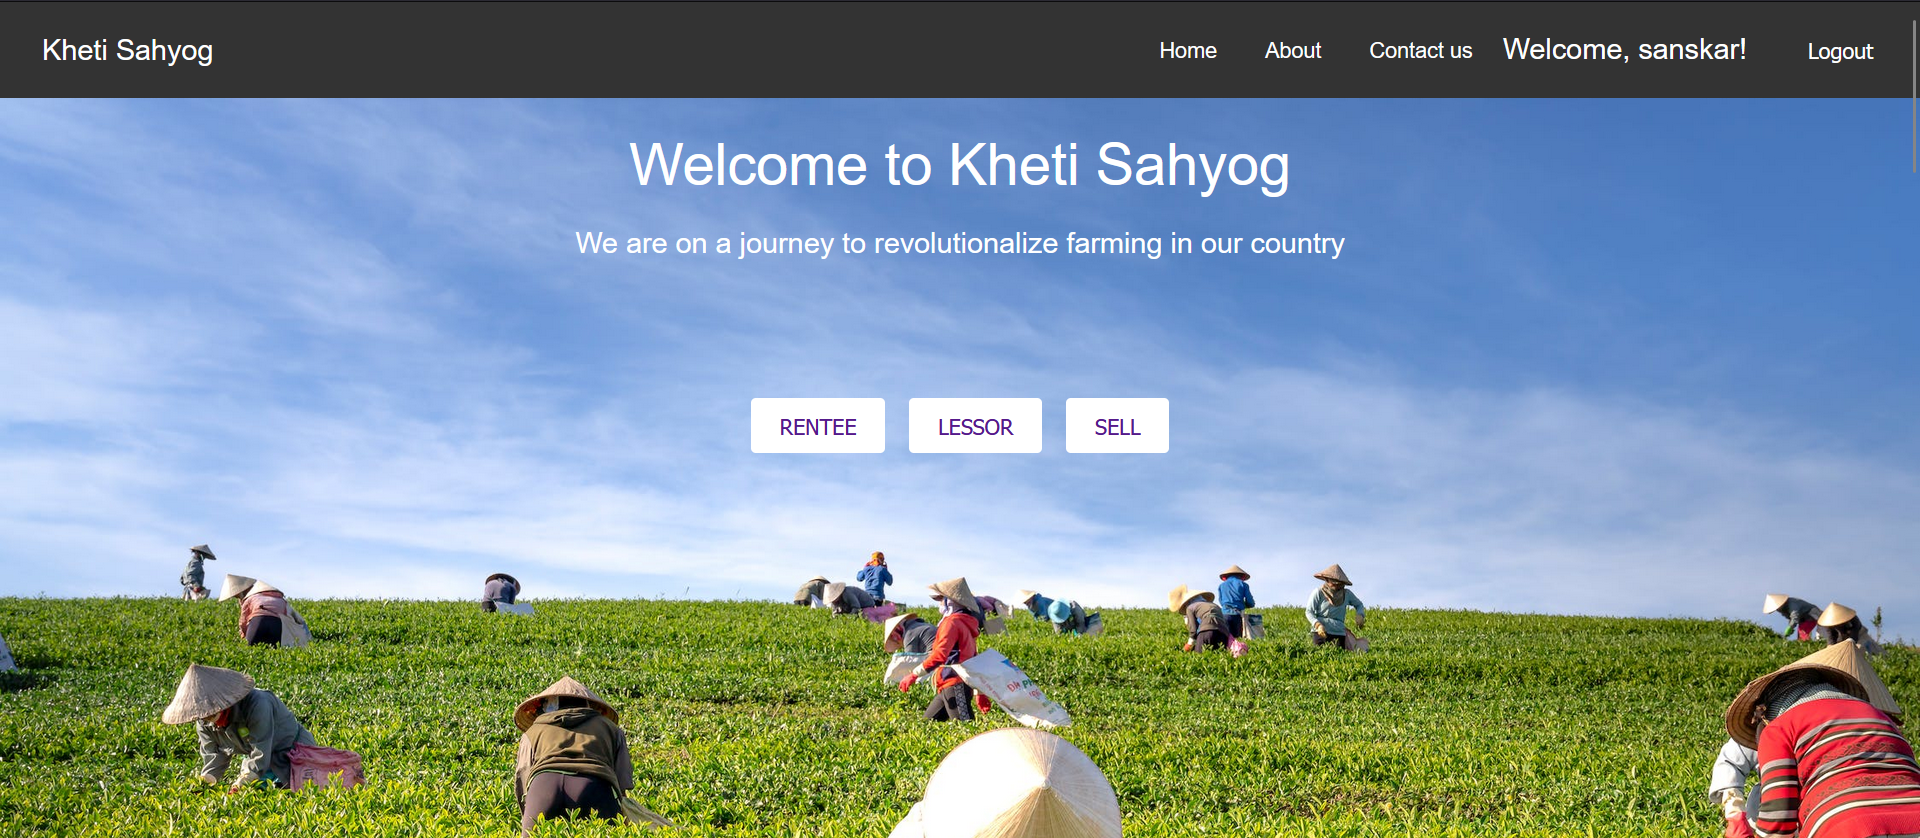 Kheti Sahyog
Home About Contact us Welcome, sanskar! Logout
Welcome to Kheti Sahyog
We are on a journey to revolutionalize farming in our country
RENTEE LESSOR SELL